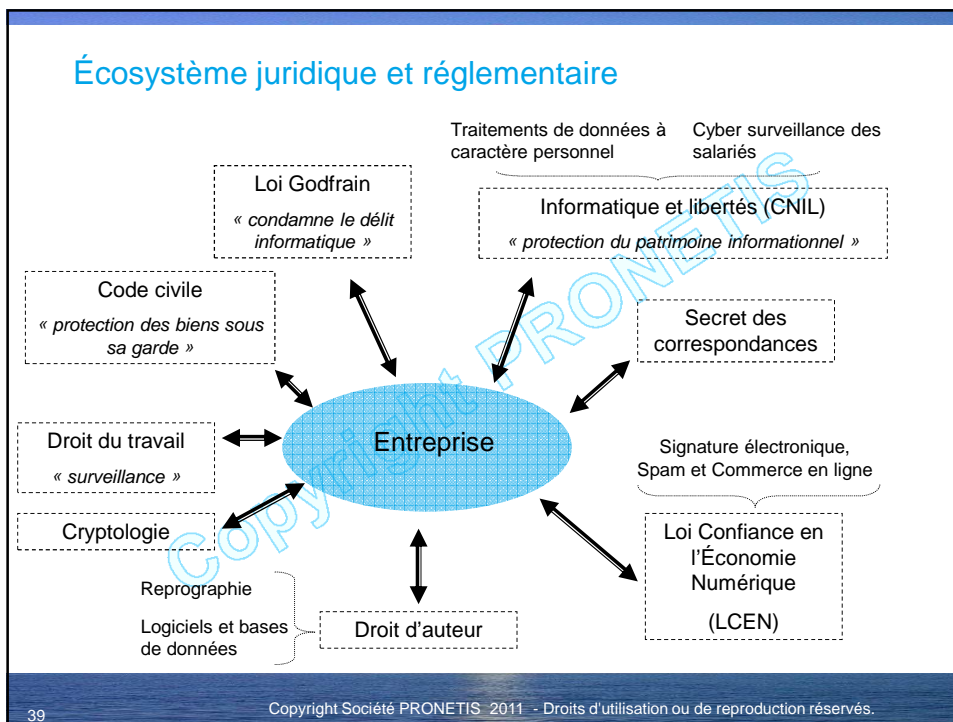 Écosystème juridique et réglementaire
Traitements de données à
caractère personnel
Cyber surveillance des
salariés
Loi Godfrain
« condamne le délit
informatique »
Informatique et libertés (CNIL)
« protection du patrimoine informationnel »
Code civile
« protection des biens sous
sa garde »
Secret des
correspondances
Entreprise
Droit du travail
« surveillance »
Signature électronique,
Spam et Commerce en ligne
Cryptologie
Loi Confiance en
l'Économie
Numérique
(LCEN)
Reprographie
Logiciels et bases
de données
Droit d'auteur
Copyright PRONETIS
39
Copyright Société PRONETIS 2011 - Droits d'utilisation ou de reproduction réservés.